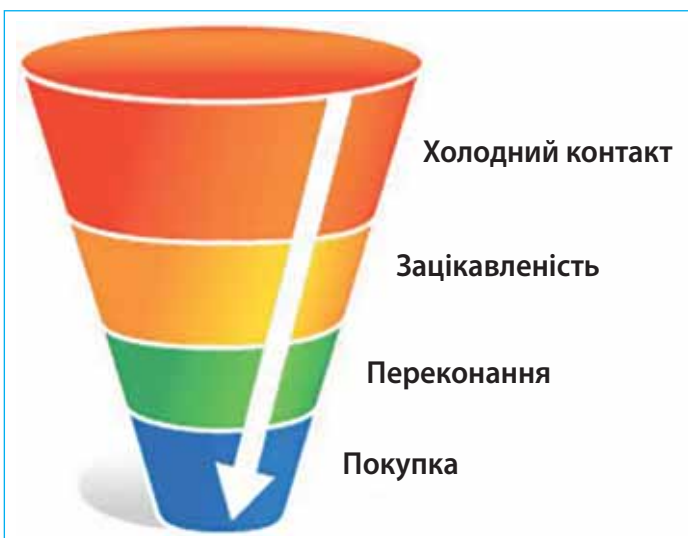 Холодний контакт
Зацікавленість
Переконання
Покупка